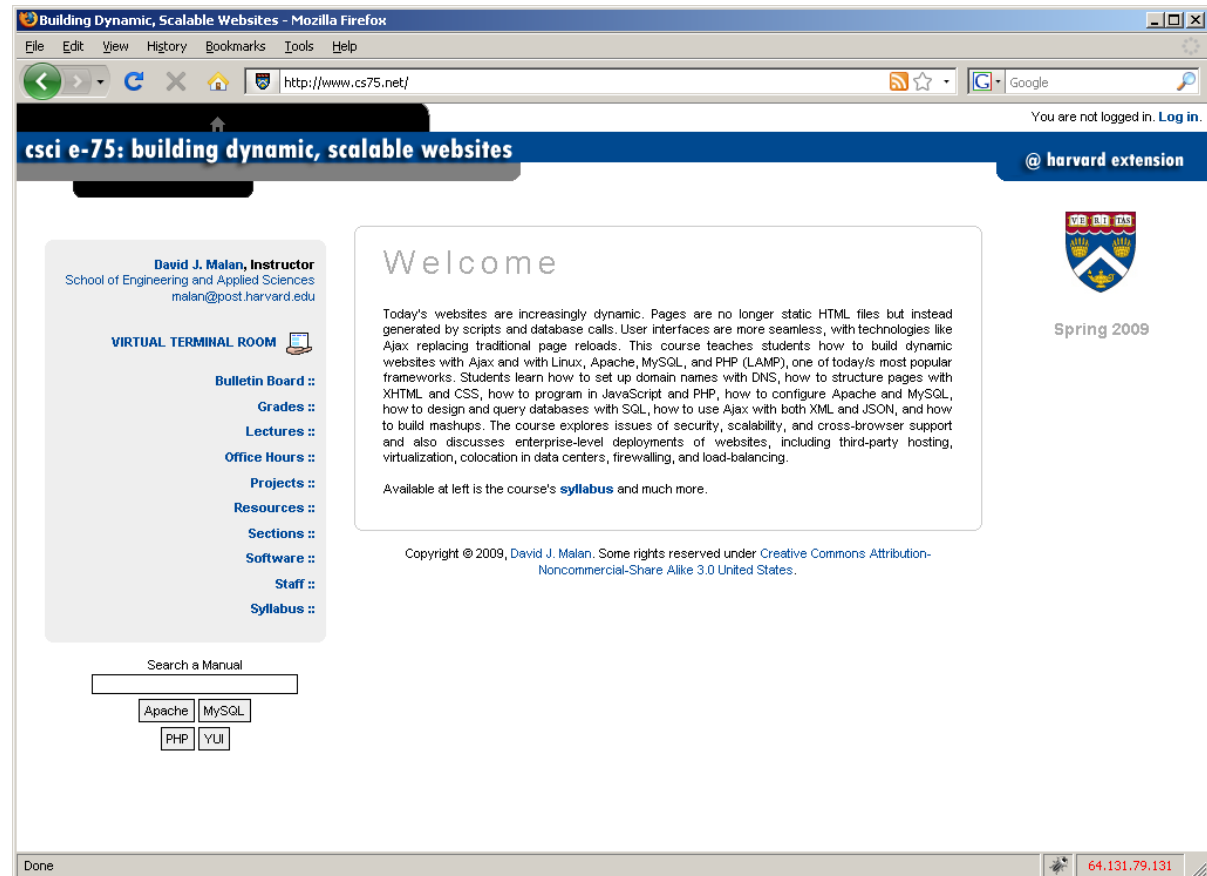 Building Dynamic, Scalable Websites - Mozilla Firefox
File Edit View History Bookmarks Tools Help
http://www.cs75.net/
G Google
You are not logged in. Log in.
csci e-75: building dynamic, scalable websites
@ harvard extension
David J. Malan, Instructor
School of Engineering and Applied Sciences
malan@post.harvard.edu
VIRTUAL TERMINAL ROOM
Bulletin Board ::
Grades ::
Lectures ::
Office Hours ::
Projects ::
Resources ::
Sections ::
Software ::
Staff ::
Syllabus ::
Search a Manual
Apache MySQL
PHP YUI
Welcome
Today's websites are increasingly dynamic. Pages are no longer static HTML files but instead
generated by scripts and database calls. User interfaces are more seamless, with technologies like
Ajax replacing traditional page reloads. This course teaches students how to build dynamic
websites with Ajax and with Linux, Apache, MySQL, and PHP (LAMP), one of today/s most popular
frameworks. Students learn how to set up domain names with DNS, how to structure pages with
XHTML and CSS, how to program in JavaScript and PHP, how to configure Apache and MySQL,
how to design and query databases with SQL, how to use Ajax with both XML and JSON, and how
to build mashups. The course explores issues of security, scalability, and cross-browser support
and also discusses enterprise-level deployments of websites, including third-party hosting,
virtualization, colocation in data centers, firewalling, and load-balancing.
Available at left is the course's syllabus and much more.
Copyright © 2009, David J. Malan. Some rights reserved under Creative Commons Attribution-
Noncommercial-Share Alike 3.0 United States.
VE RI TAS
Spring 2009
Done
64.131.79.131